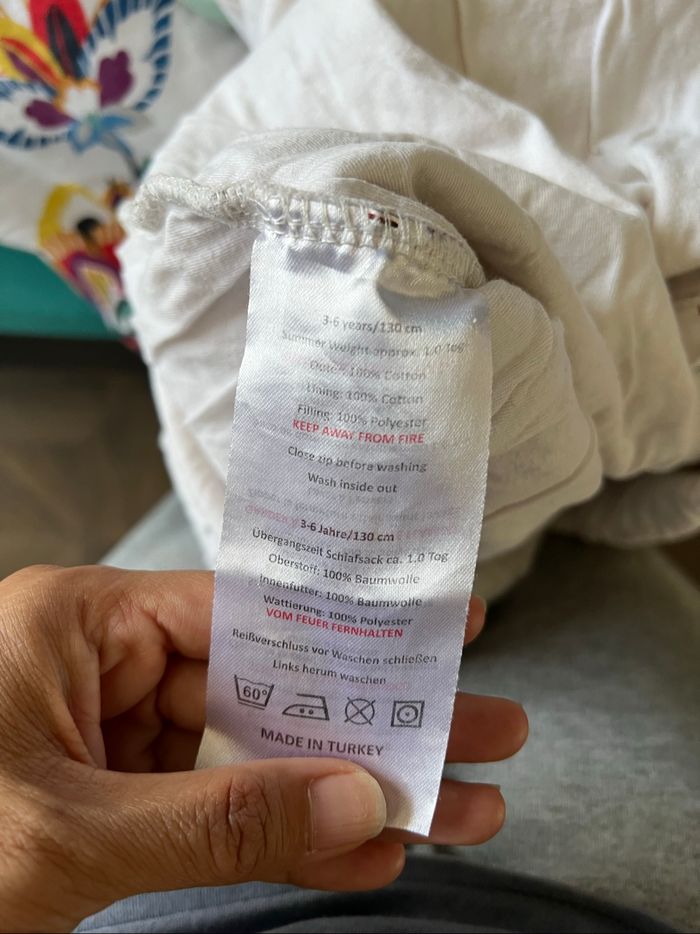 3-6 years/130 cm
Summer Weight approx. 1.0 Tog
Outer: 100% Cotton
Lining: 100% Cotton
Filling: 100% Polyester
KEEP AWAY FROM FIRE
Close zip before washing
Wash inside out
3-6 Jahre/130 cm
Übergangszeit Schlafsack ca. 1.0 Tog
Oberstoff: 100% Baumwolle
Innenfutter: 100% Baumwolle
Wattierung: 100% Polyester
VOM FEUER FERNHALTEN
Reißverschluss vor Waschen schließen
Links herum waschen
60°
MADE IN TURKEY